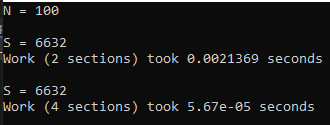 N = 100
S = 6632
Work (2 sections) took 0.0021369 seconds
S = 6632
Work (4 sections) took 5.67e-05 seconds